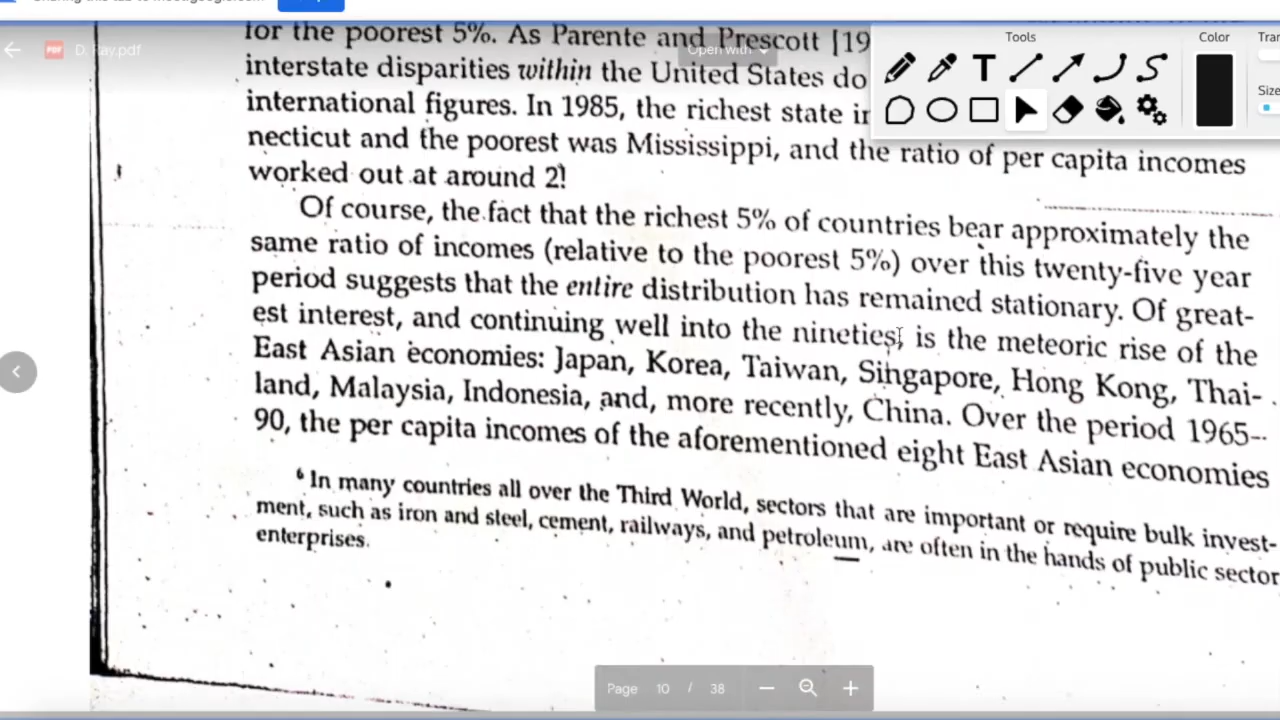 D. Ray.pdf
Open with
Tools
Color
Size
for the poorest 5%. As Parente and Prescott [19
interstate disparities within the United States do
international figures. In 1985, the richest state in
necticut and the poorest was Mississippi, and the ratio of per capita incomes
worked out at around 2!
Of course, the fact that the richest 5% of countries bear approximately the
same ratio of incomes (relative to the poorest 5%) over this twenty-five year
period suggests that the entire distribution has remained stationary. Of great-
est interest, and continuing well into the nineties, is the meteoric rise of the
East Asian economies: Japan, Korea, Taiwan, Singapore, Hong Kong, Thai-
land, Malaysia, Indonesia, and, more recently, China. Over the period 1965–
90, the per capita incomes of the aforementioned eight East Asian economies
6 In many countries all over the Third World, sectors that are important or require bulk invest-
ment, such as iron and steel, cement, railways, and petroleum, are often in the hands of public sector
enterprises.
Page 10 / 38